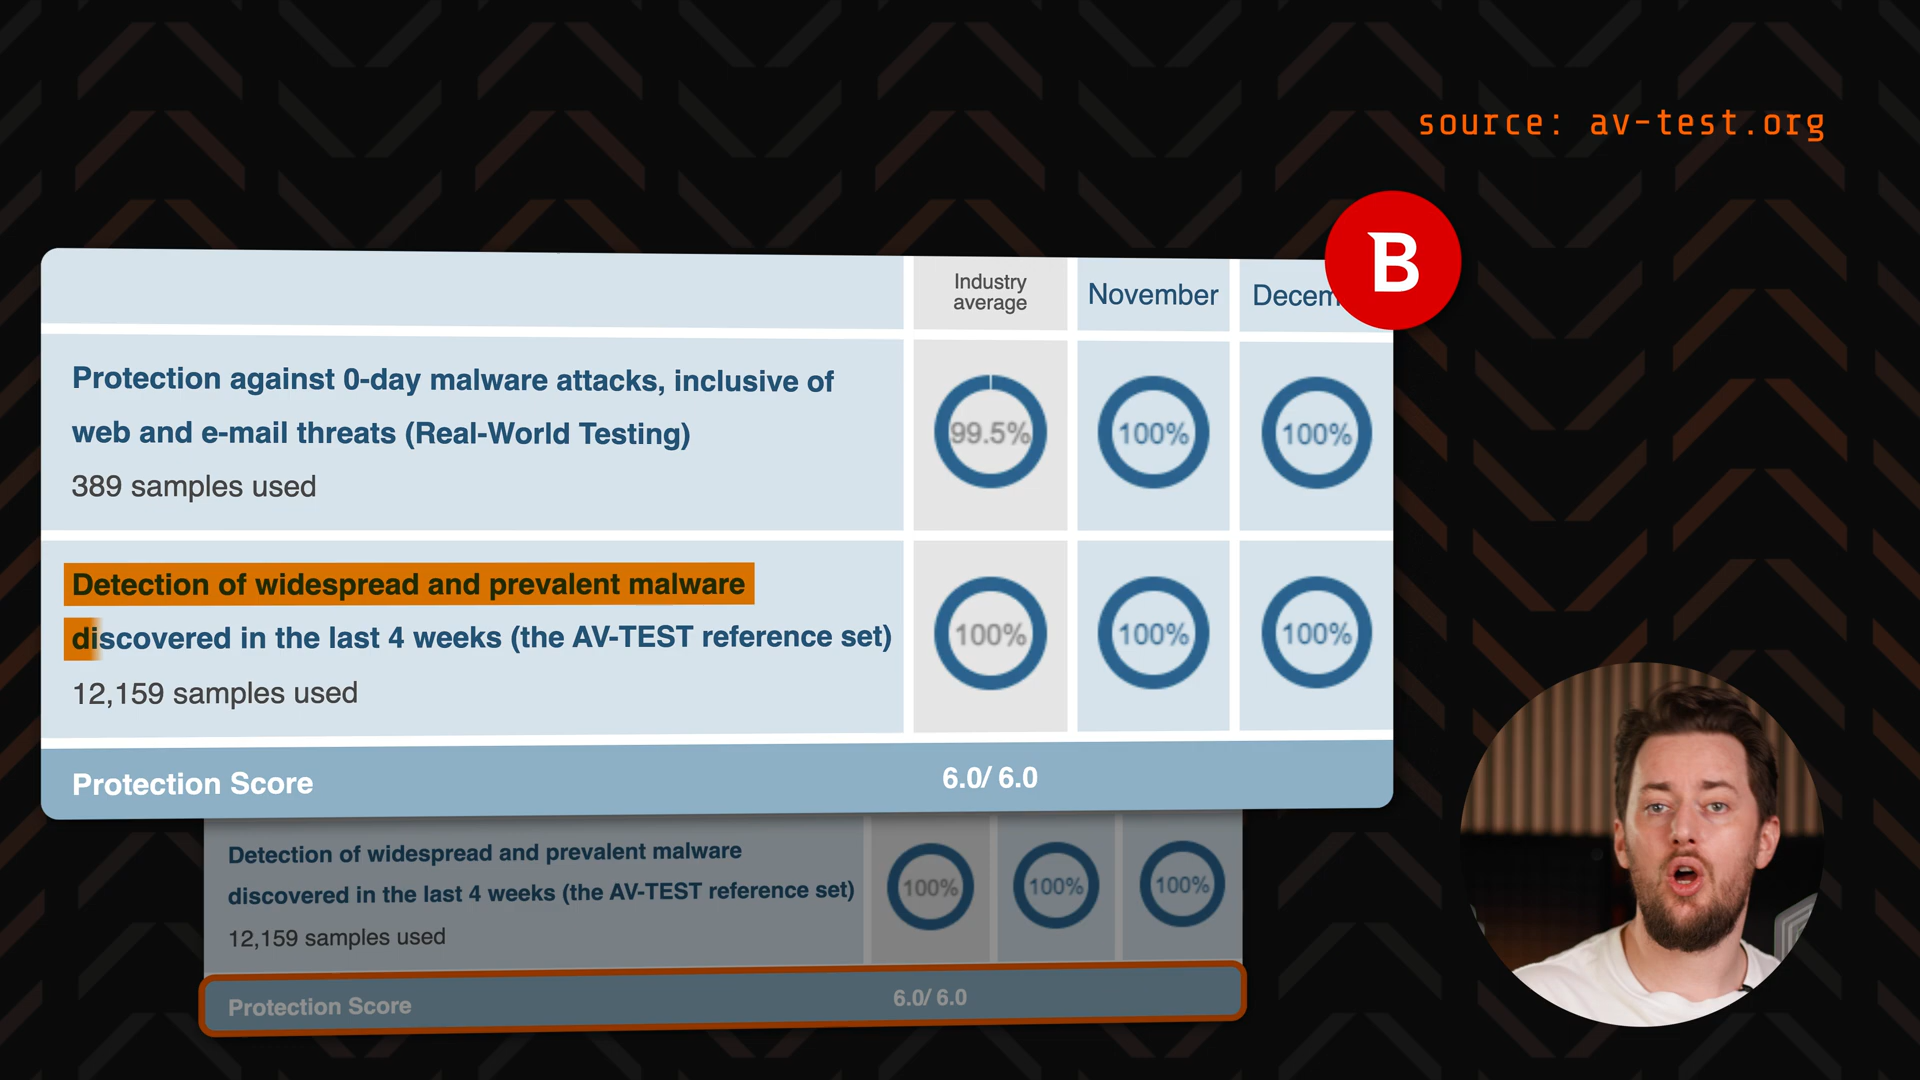 source: av-test.org
B
Industry
average
November
Decem
Protection against 0-day malware attacks, inclusive of
web and e-mail threats (Real-World Testing)
389 samples used
99.5%
100%
100%
Detection of widespread and prevalent malware
discovered in the last 4 weeks (the AV-TEST reference set)
12,159 samples used
100%
100%
100%
Protection Score
6.0/ 6.0
Detection of widespread and prevalent malware
discovered in the last 4 weeks (the AV-TEST reference set)
12,159 samples used
100%
100%
100%
Protection Score
6.0/ 6.0